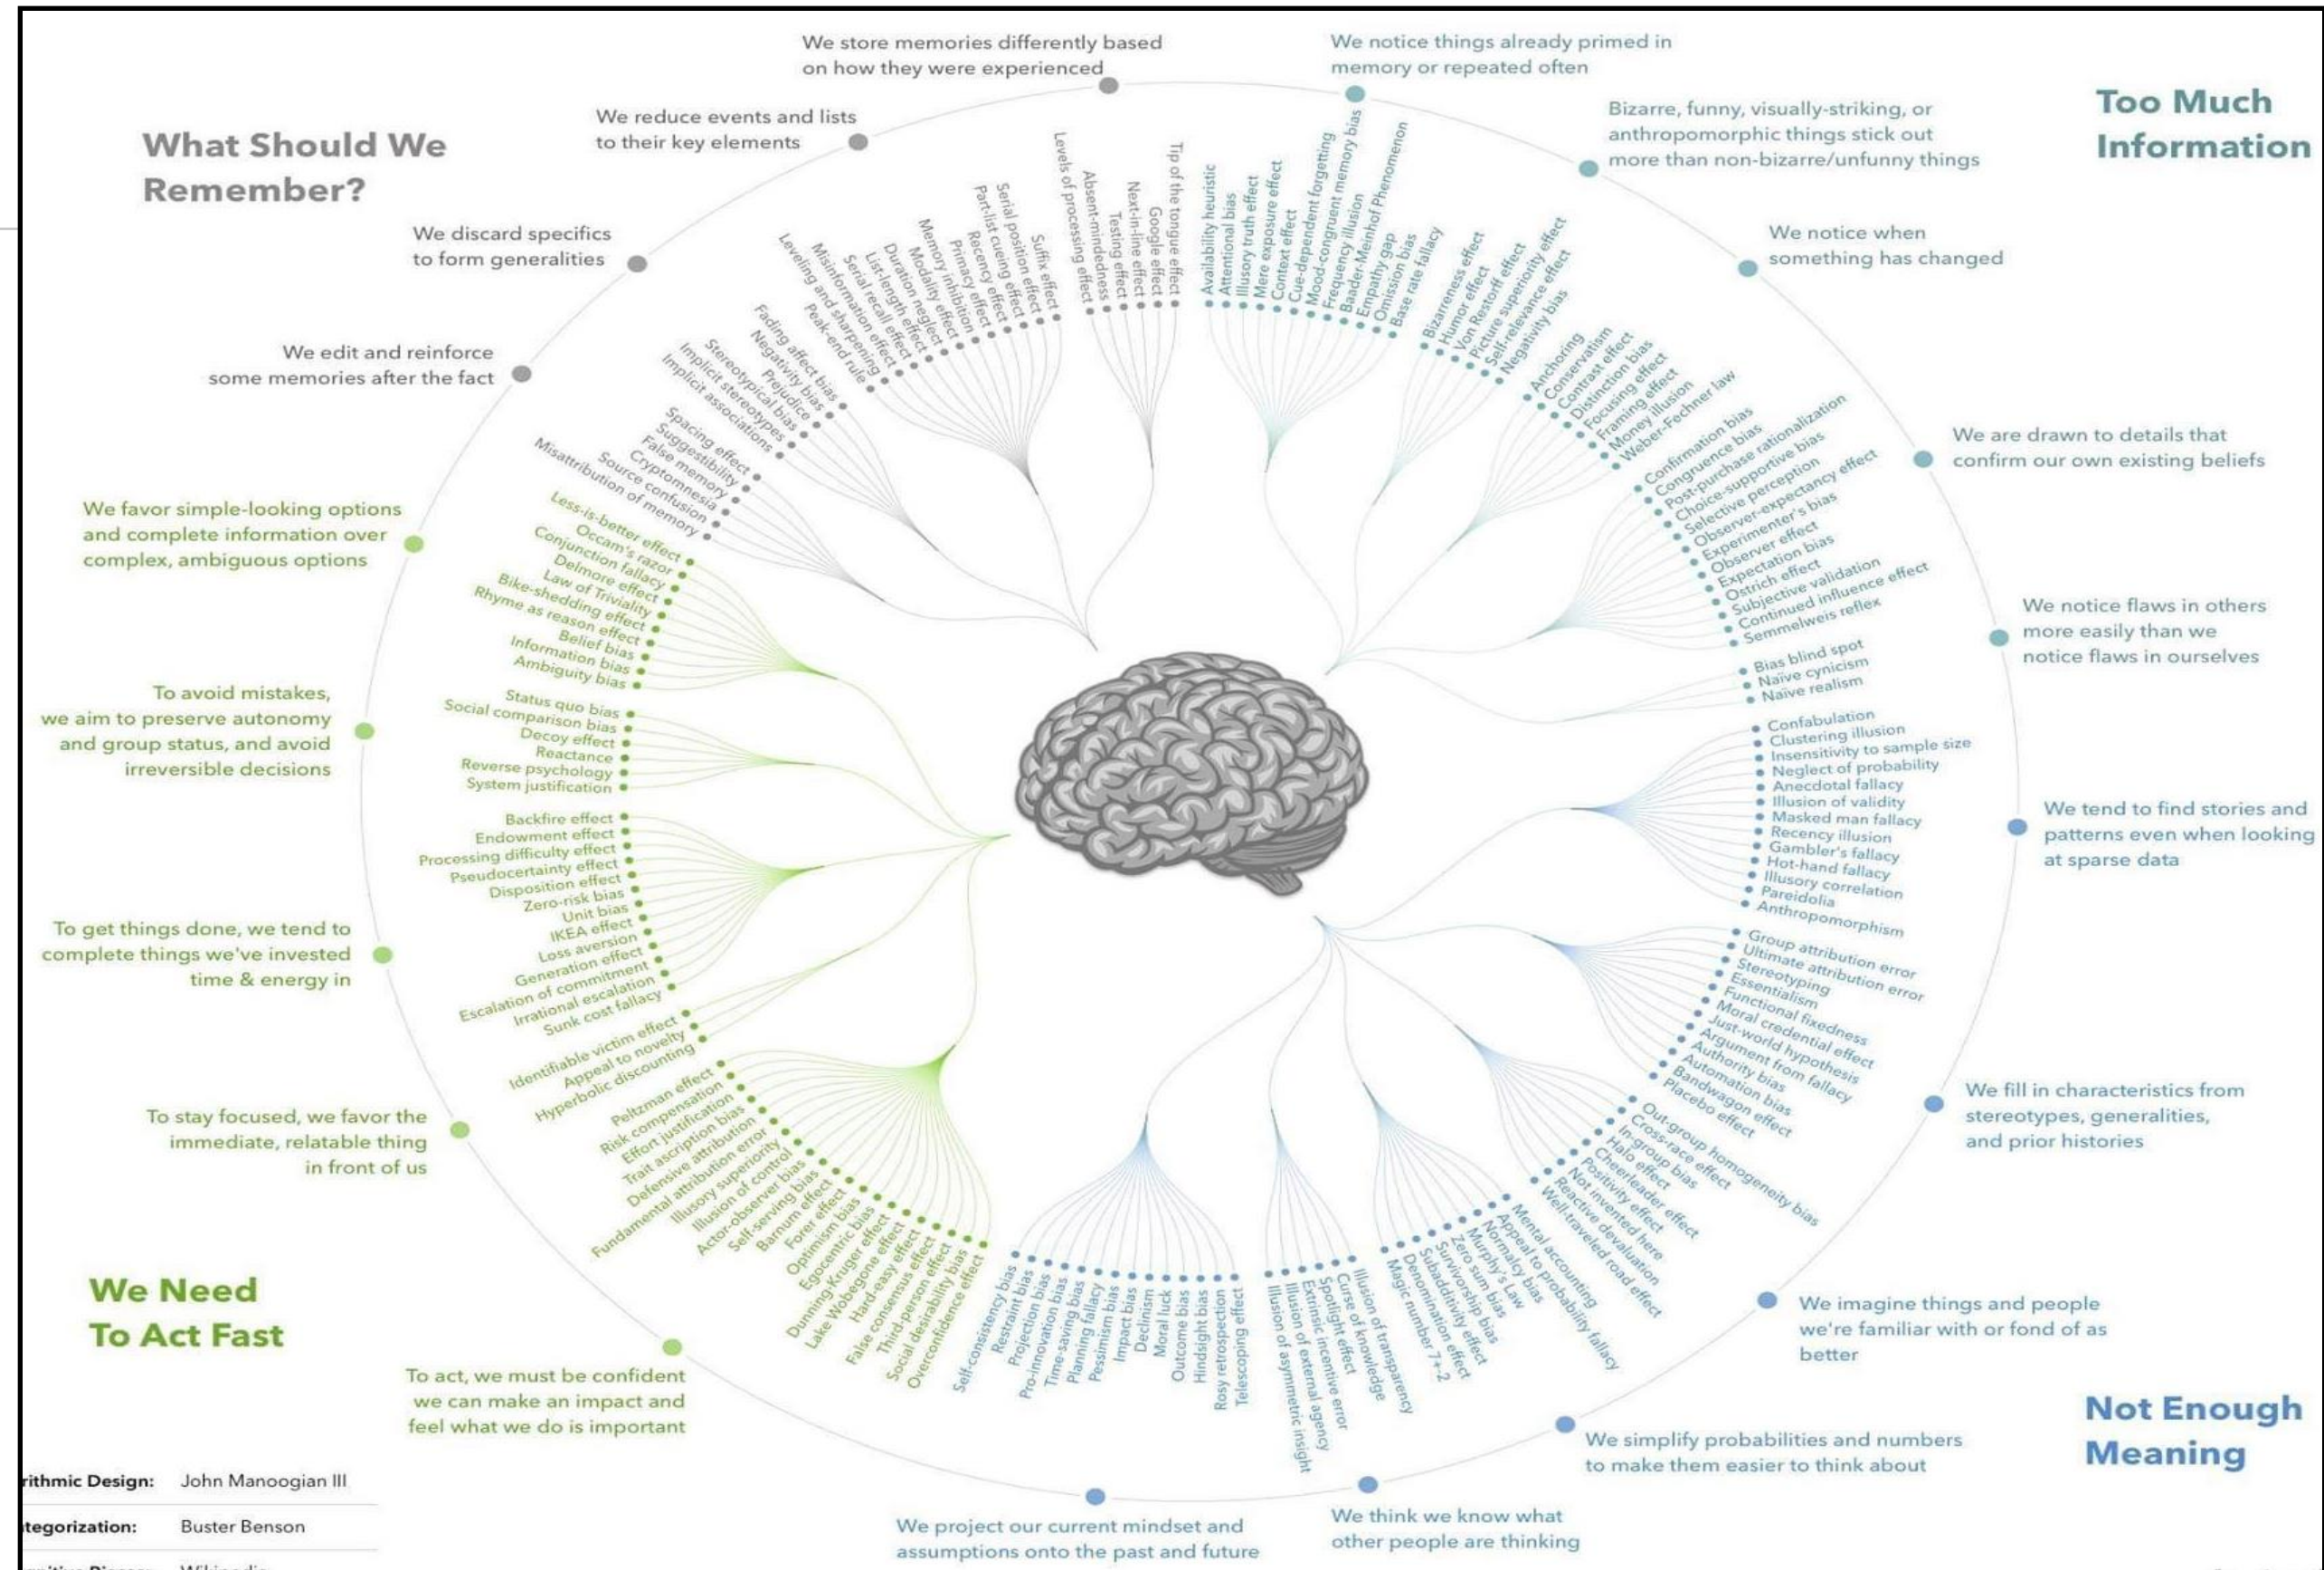 What Should We
Remember?
We store memories differently based
on how they were experienced
We reduce events and lists
to their key elements
We discard specifics
to form generalities
We edit and reinforce
some memories after the fact
Levels of processing effect
Absent-mindedness
Testing effect
Next-in-line effect
Google effect
Tip of the tongue effect
Leveling and sharpening
Peak-end rule
Misinformation effect
Serial recall effect
List-length effect
Duration neglect
Modality effect
Memory inhibition
Primacy effect
Recency effect
Part-list cueing effect
Serial position effect
Suffix effect
Fading affect bias
Negativity bias
Prejudice
Stereotypical bias
Implicit stereotypes
Implicit associations
Spacing effect
Suggestibility
False memory
Cryptomnesia
Source confusion
Misattribution of memory
Too Much
Information
We notice things already primed in
memory or repeated often
Availability heuristic
Attentional bias
Illusory truth effect
Mere exposure effect
Context effect
Cue-dependent forgetting
Mood-congruent memory bias
Frequency illusion
Baader-Meinhof Phenomenon
Empathy gap
Omission bias
Base rate fallacy
Bizarre, funny, visually-striking, or
anthropomorphic things stick out
more than non-bizarre/unfunny things
Bizarreness effect
Humor effect
Von Restorff effect
Picture superiority effect
Self-relevance effect
Negativity bias
We notice when
something has changed
Anchoring
Conservatism
Contrast effect
Distinction bias
Focusing effect
Framing effect
Money illusion
Weber-Fechner law
We are drawn to details that
confirm our own existing beliefs
Confirmation bias
Congruence bias
Post-purchase rationalization
Choice-supportive bias
Selective perception
Observer-expectancy effect
Experimenter's bias
Observer effect
Expectation bias
Ostrich effect
Subjective validation
Continued influence effect
Semmelweis reflex
We notice flaws in others
more easily than we
notice flaws in ourselves
Bias blind spot
Naïve cynicism
Naïve realism
We tend to find stories and
patterns even when looking
at sparse data
Confabulation
Clustering illusion
Insensitivity to sample size
Neglect of probability
Anecdotal fallacy
Illusion of validity
Masked man fallacy
Recency illusion
Gambler's fallacy
Hot-hand fallacy
Illusory correlation
Pareidolia
Anthropomorphism
We fill in characteristics from
stereotypes, generalities,
and prior histories
Group attribution error
Ultimate attribution error
Stereotyping
Essentialism
Functional fixedness
Moral credential effect
Just-world hypothesis
Argument from fallacy
Authority bias
Automation bias
Bandwagon effect
Placebo effect
We imagine things and people
we're familiar with or fond of as
better
Out-group homogeneity bias
Cross-race effect
In-group bias
Halo effect
Cheerleader effect
Positivity effect
Not invented here
Reactive devaluation
Well-traveled road effect
Not Enough
Meaning
We simplify probabilities and numbers
to make them easier to think about
Mental accounting
Appeal to probability fallacy
Normalcy bias
Murphy's Law
Zero sum bias
Survivorship bias
Subadditivity effect
Denomination effect
Magic number 7+-2
We think we know what
other people are thinking
Illusion of transparency
Curse of knowledge
Spotlight effect
Extrinsic incentive error
Illusion of external agency
Illusion of asymmetric insight
We project our current mindset and
assumptions onto the past and future
Self-consistency bias
Restraint bias
Projection bias
Pro-innovation bias
Time-saving bias
Planning fallacy
Pessimism bias
Impact bias
Declinism
Moral luck
Outcome bias
Hindsight bias
Rosy retrospection
Telescoping effect
We favor simple-looking options
and complete information over
complex, ambiguous options
Less-is-better effect
Occam's razor
Conjunction fallacy
Delmore effect
Law of Triviality
Bike-shedding effect
Rhyme as reason effect
Belief bias
Information bias
Ambiguity bias
To avoid mistakes,
we aim to preserve autonomy
and group status, and avoid
irreversible decisions
Status quo bias
Social comparison bias
Decoy effect
Reactance
Reverse psychology
System justification
To get things done, we tend to
complete things we've invested
time & energy in
Backfire effect
Endowment effect
Processing difficulty effect
Pseudocertainty effect
Disposition effect
Zero-risk bias
Unit bias
IKEA effect
Loss aversion
Generation effect
Escalation of commitment
Irrational escalation
Sunk cost fallacy
To stay focused, we favor the
immediate, relatable thing
in front of us
Identifiable victim effect
Appeal to novelty
Hyperbolic discounting
We Need
To Act Fast
To act, we must be confident
we can make an impact and
feel what we do is important
Peltzman effect
Risk compensation
Effort justification
Trait ascription bias
Defensive attribution
Fundamental attribution error
Illusory superiority
Illusion of control
Actor-observer bias
Self-serving bias
Barnum effect
Forer effect
Optimism bias
Egocentric bias
Dunning-Kruger effect
Lake Wobegone effect
Hard-easy effect
False consensus effect
Third-person effect
Social desirability bias
Overconfidence effect
rithmic Design: John Manoogian III
tegorization: Buster Benson